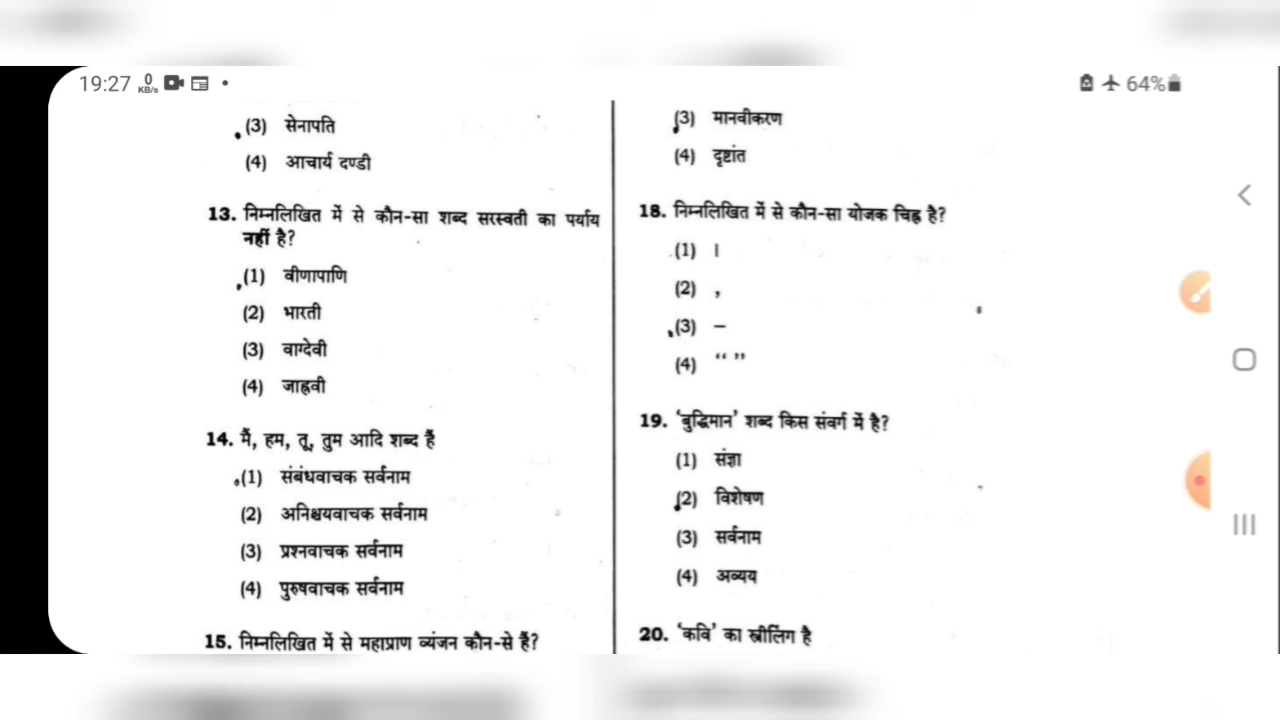 19:27 0 KB/s 64%
(3) सेनापति
(4) आचार्य दण्डी
13. निम्नलिखित में से कौन-सा शब्द सरस्वती का पर्याय
नहीं है?
(1) वीणापाणि
(2) भारती
(3) वाग्देवी
(4) जाह्नवी
14. मैं, हम, तू, तुम आदि शब्द हैं
(1) संबंधवाचक सर्वनाम
(2) अनिश्चयवाचक सर्वनाम
(3) प्रश्नवाचक सर्वनाम
(4) पुरुषवाचक सर्वनाम
15. निम्नलिखित में से महाप्राण व्यंजन कौन-से हैं?
(3) मानवीकरण
(4) दृष्टांत
18. निम्नलिखित में से कौन-सा योजक चिह्न है?
(1) ।
(2) ,
(3) –
(4) “ ”
19. ‘बुद्धिमान’ शब्द किस संवर्ग में है?
(1) संज्ञा
(2) विशेषण
(3) सर्वनाम
(4) अव्यय
20. ‘कवि’ का स्त्रीलिंग है